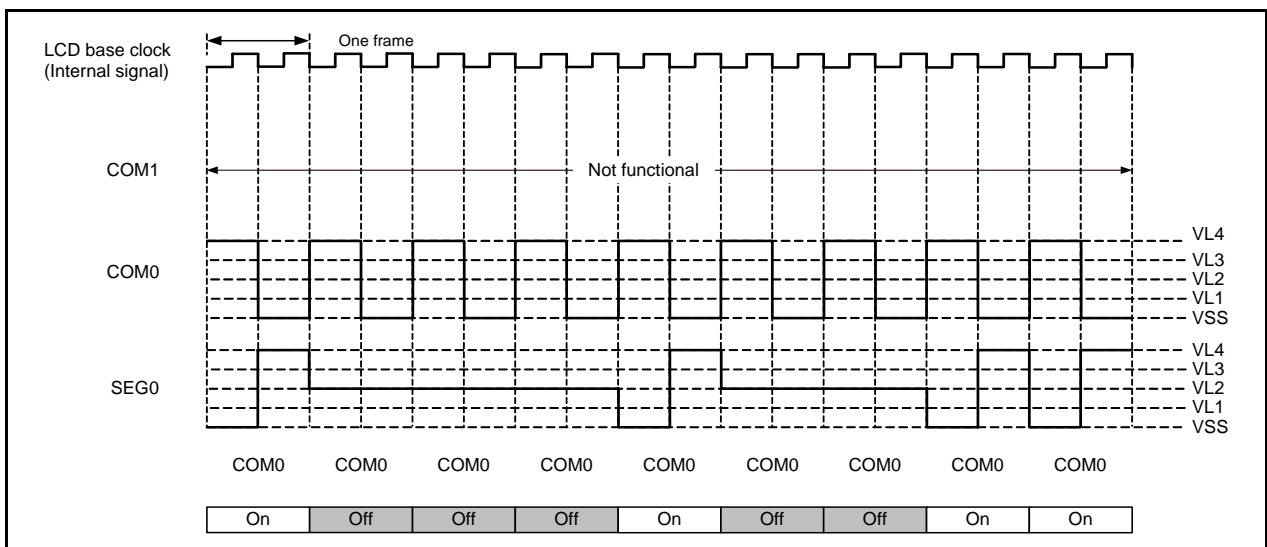 One frame
LCD base clock
(Internal signal)
COM1
Not functional
COM0
VL4
VL3
VL2
VL1
VSS
SEG0
VL4
VL3
VL2
VL1
VSS
COM0 COM0 COM0 COM0 COM0 COM0 COM0 COM0 COM0
On Off Off Off On Off Off On On